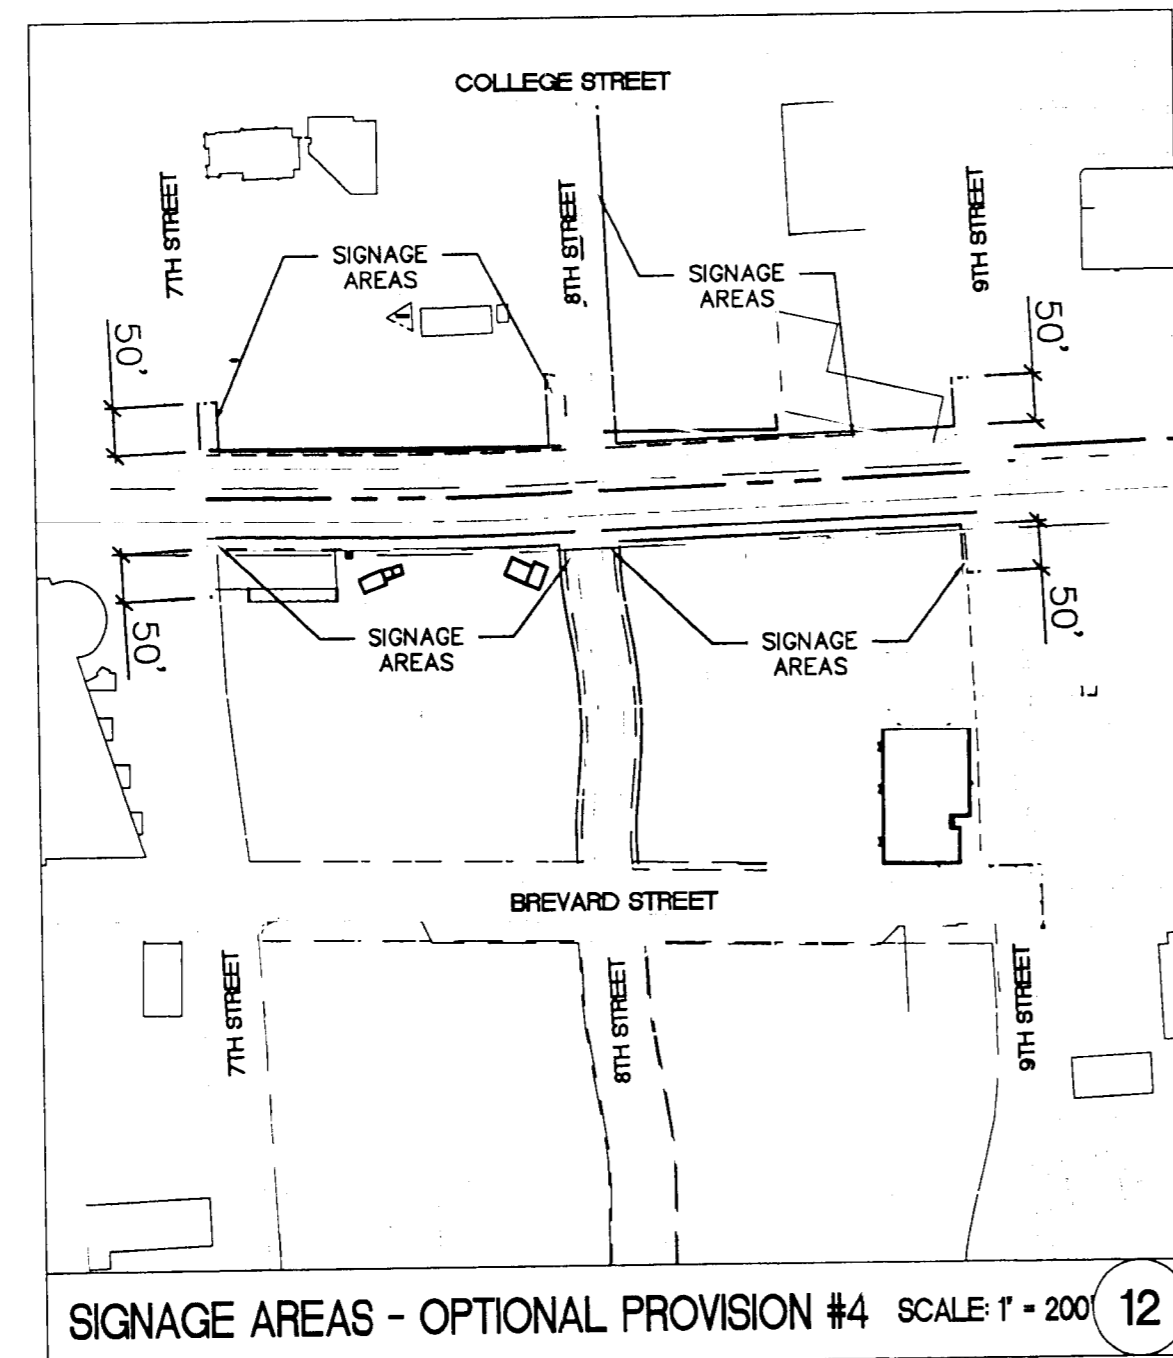 COLLEGE STREET
7TH STREET
8TH STREET
9TH STREET
SIGNAGE
AREAS
SIGNAGE
AREAS
50'
50'
50'
50'
SIGNAGE
AREAS
SIGNAGE
AREAS
BREVARD STREET
7TH STREET
8TH STREET
9TH STREET
SIGNAGE AREAS - OPTIONAL PROVISION #4 SCALE: 1" = 200' 12